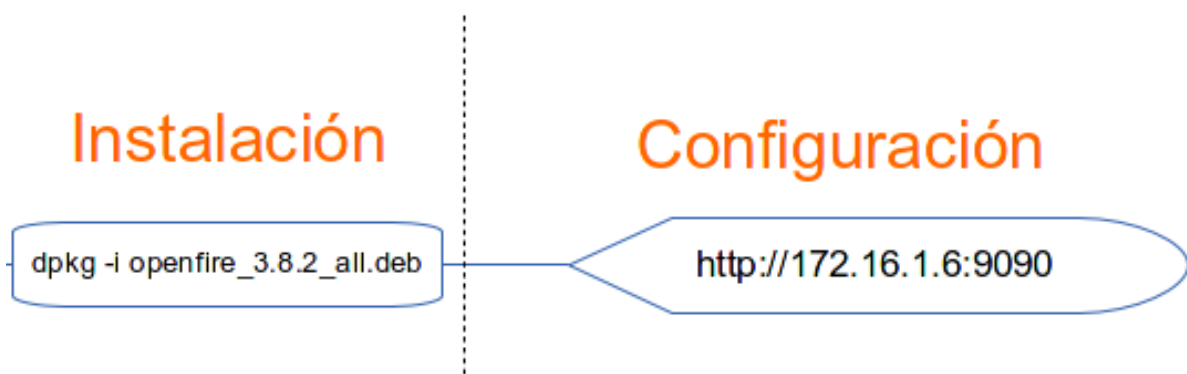 Instalación
Configuración
dpkg -i openfire_3.8.2_all.deb
http://172.16.1.6:9090